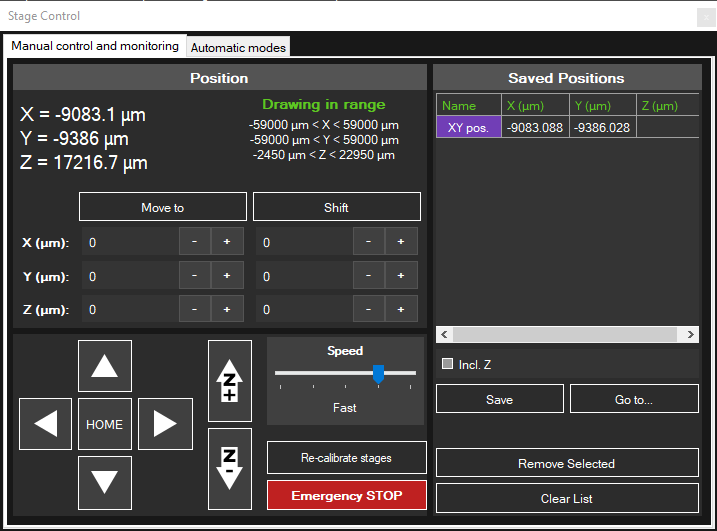 Stage Control
x
Manual control and monitoring
Automatic modes
Position
X = -9083.1 µm
Y = -9386 µm
Z = 17216.7 µm
Drawing in range
-59000 µm < X < 59000 µm
-59000 µm < Y < 59000 µm
-2450 µm < Z < 22950 µm
Move to
Shift
X (µm):
0
-
+
0
-
+
Y (µm):
0
-
+
0
-
+
Z (µm):
0
-
+
0
-
+
HOME
Z+
Z-
Speed
Fast
Re-calibrate stages
Emergency STOP
Saved Positions
Name X (µm) Y (µm) Z (µm)
XY pos. -9083.088 -9386.028
Incl. Z
Save
Go to...
Remove Selected
Clear List